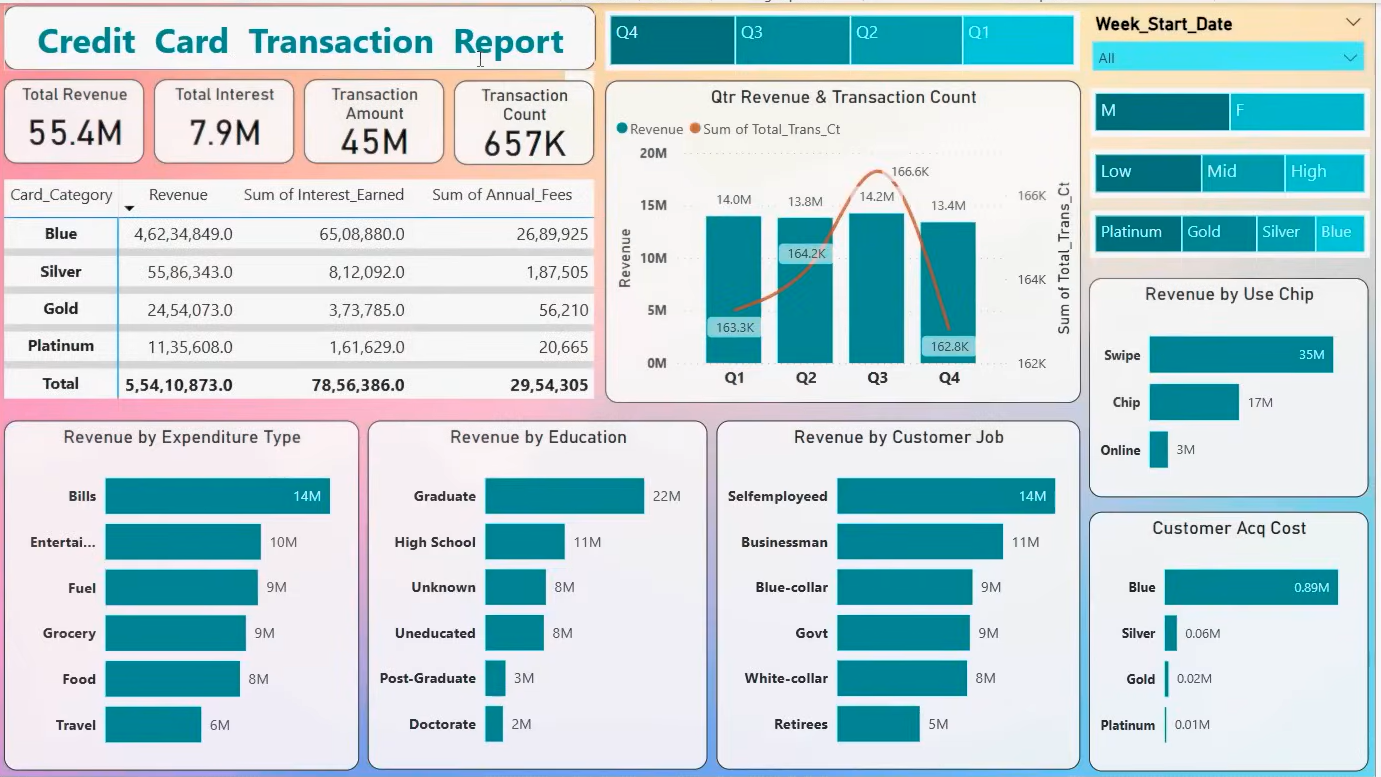 Credit Card Transaction Report
Q4 Q3 Q2 Q1
Week_Start_Date
All
M F
Low Mid High
Platinum Gold Silver Blue
Total Revenue
55.4M
Total Interest
7.9M
Transaction
Amount
45M
Transaction
Count
657K
Card_Category Revenue Sum of Interest_Earned Sum of Annual_Fees
Blue 4,62,34,849.0 65,08,880.0 26,89,925
Silver 55,86,343.0 8,12,092.0 1,87,505
Gold 24,54,073.0 3,73,785.0 56,210
Platinum 11,35,608.0 1,61,629.0 20,665
Total 5,54,10,873.0 78,56,386.0 29,54,305
Qtr Revenue & Transaction Count
Revenue Sum of Total_Trans_Ct
20M
15M
10M
5M
0M
Revenue
14.0M 13.8M 14.2M 13.4M
163.3K 164.2K 166.6K 162.8K
Q1 Q2 Q3 Q4
166K
164K
162K
Sum of Total_Trans_Ct
Revenue by Use Chip
Swipe 35M
Chip 17M
Online 3M
Revenue by Expenditure Type
Bills 14M
Entertai... 10M
Fuel 9M
Grocery 9M
Food 8M
Travel 6M
Revenue by Education
Graduate 22M
High School 11M
Unknown 8M
Uneducated 8M
Post-Graduate 3M
Doctorate 2M
Revenue by Customer Job
Selfemployeed 14M
Businessman 11M
Blue-collar 9M
Govt 9M
White-collar 8M
Retirees 5M
Customer Acq Cost
Blue 0.89M
Silver 0.06M
Gold 0.02M
Platinum 0.01M